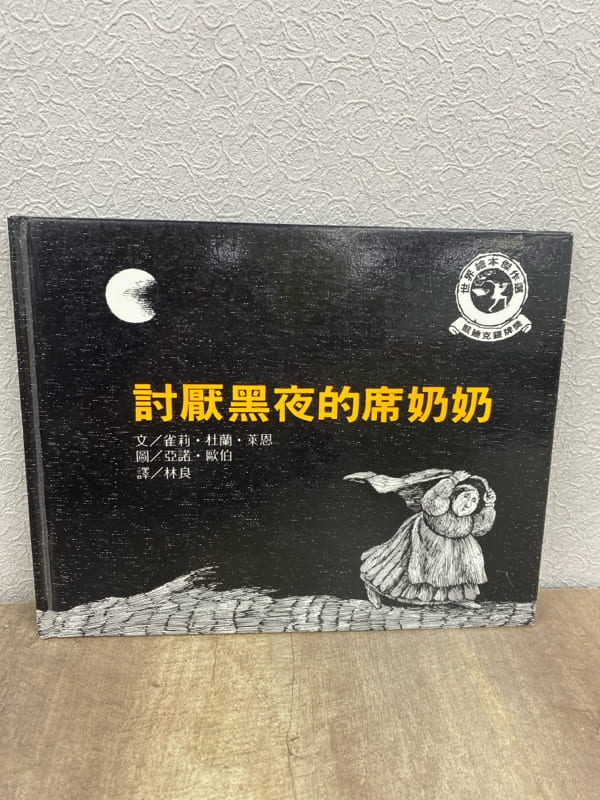 世界繪本傑作選
凱迪克銀牌獎
討厭黑夜的席奶奶
文／雀莉・杜蘭・萊恩
圖／亞諾・歐伯
譯／林良